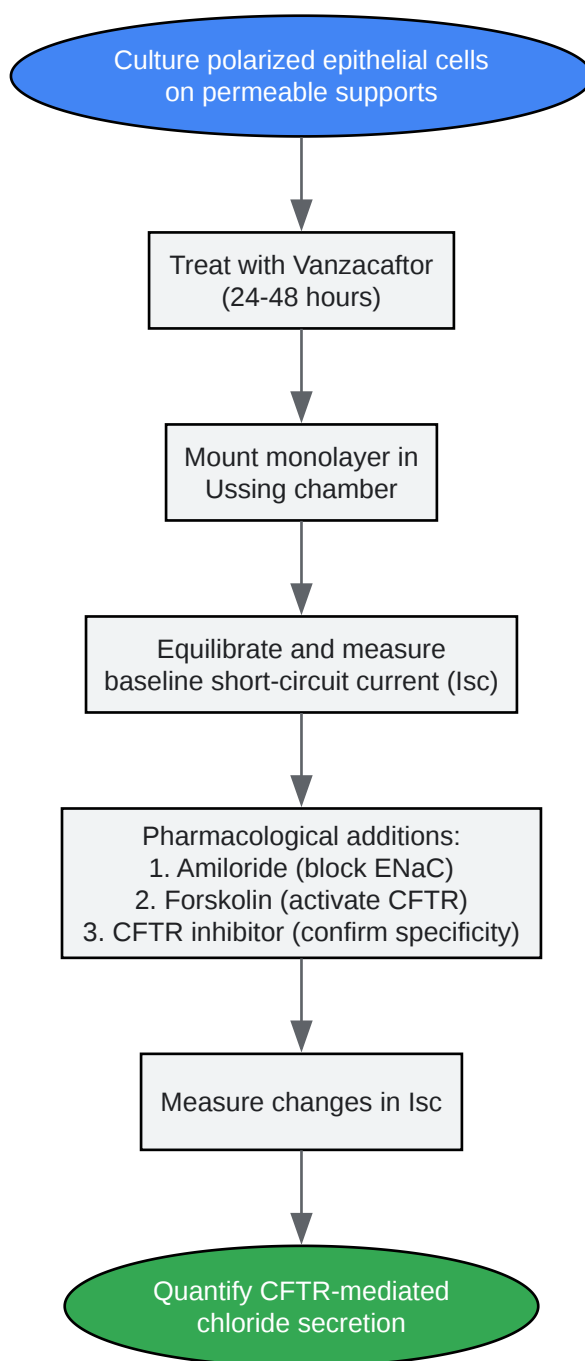 Culture polarized epithelial cells
on permeable supports
Treat with Vanzacaftor
(24-48 hours)
Mount monolayer in
Ussing chamber
Equilibrate and measure
baseline short-circuit current (Isc)
Pharmacological additions:
1. Amiloride (block ENaC)
2. Forskolin (activate CFTR)
3. CFTR inhibitor (confirm specificity)
Measure changes in Isc
Quantify CFTR-mediated
chloride secretion